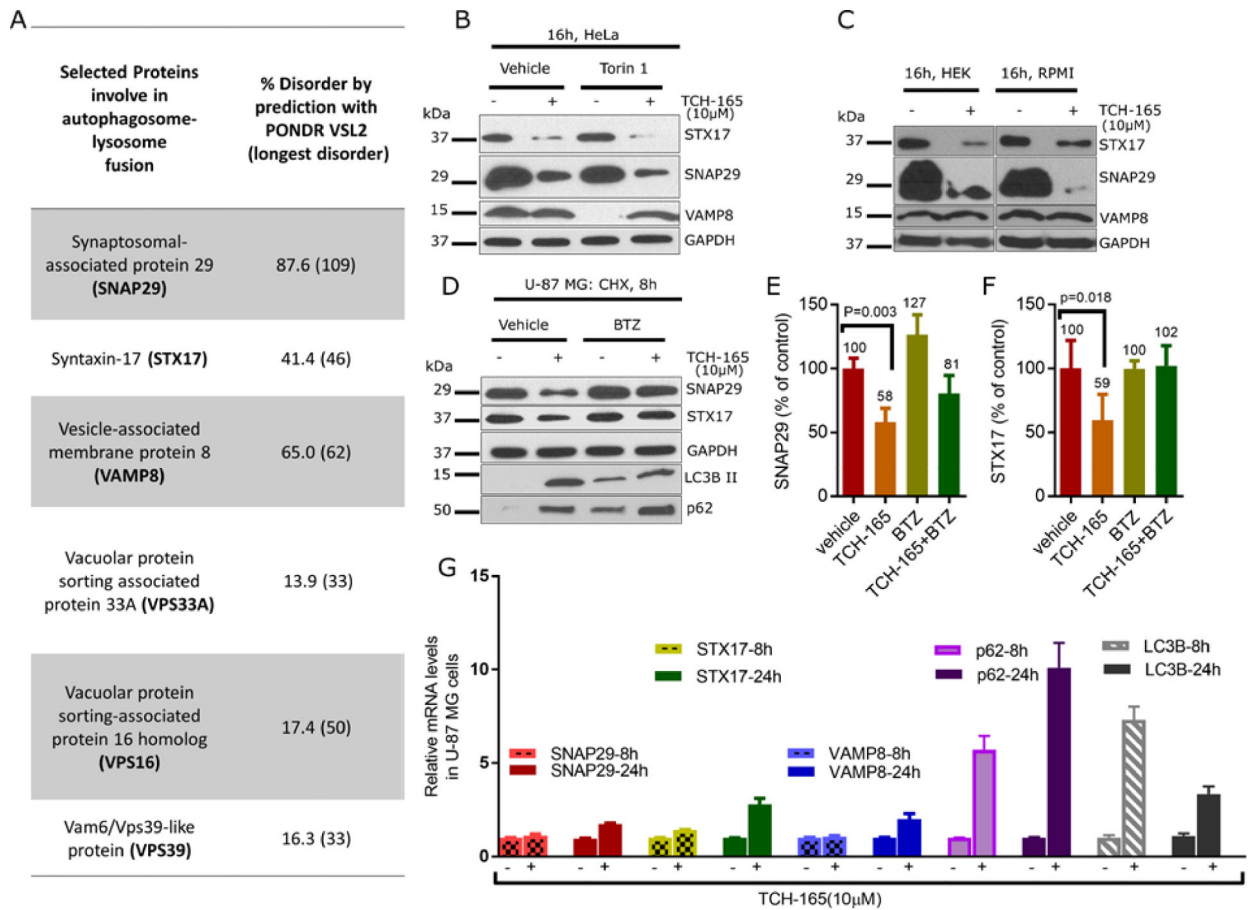 A
Selected Proteins
involve in
autophagosome-
lysosome
fusion
% Disorder by
prediction with
PONDR VSL2
(longest disorder)
Synaptosomal-
associated protein 29
(SNAP29)
87.6 (109)
Syntaxin-17 (STX17)
41.4 (46)
Vesicle-associated
membrane protein 8
(VAMP8)
65.0 (62)
Vacuolar protein
sorting associated
protein 33A (VPS33A)
13.9 (33)
Vacuolar protein
sorting-associated
protein 16 homolog
(VPS16)
17.4 (50)
Vam6/Vps39-like
protein (VPS39)
16.3 (33)
B
16h, HeLa
Vehicle Torin 1
- + - + TCH-165
(10μM)
kDa
37 STX17
29 SNAP29
15 VAMP8
37 GAPDH
C
16h, HEK 16h, RPMI
- + - + TCH-165
(10μM)
kDa
37 STX17
29 SNAP29
15 VAMP8
37 GAPDH
D
U-87 MG: CHX, 8h
Vehicle BTZ
- + - + TCH-165
(10μM)
kDa
29 SNAP29
37 STX17
37 GAPDH
15 LC3B II
50 p62
E
SNAP29 (% of control)
150
100
50
0
P=0.003
100
58
127
81
vehicle
TCH-165
BTZ
TCH-165+BTZ
F
STX17 (% of control)
150
100
50
0
p=0.018
100
59
100
102
vehicle
TCH-165
BTZ
TCH-165+BTZ
G
Relative mRNA levels
in U-87 MG cells
15
10
5
0
SNAP29-8h
SNAP29-24h
STX17-8h
STX17-24h
VAMP8-8h
VAMP8-24h
p62-8h
p62-24h
LC3B-8h
LC3B-24h
- + - + - + - + - + - + - + - + - + - +
TCH-165(10μM)